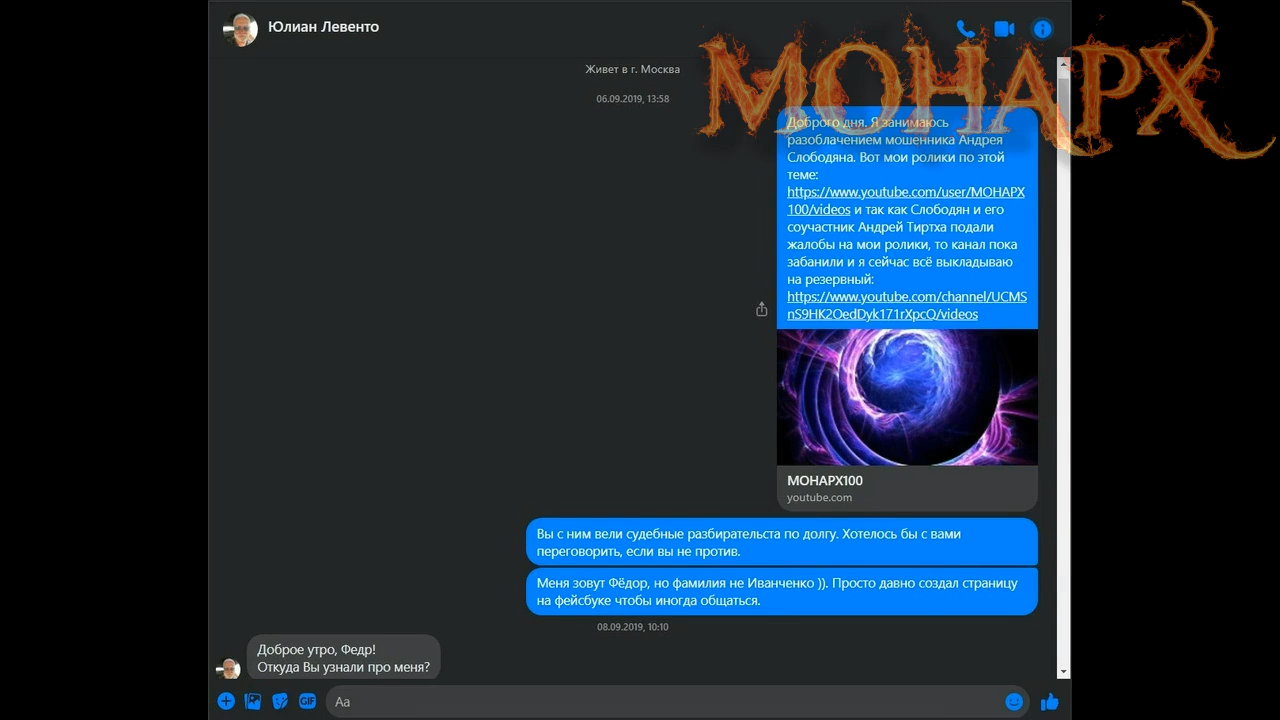 Юлиан Левенто
МОНАРХ
Живет в г. Москва
06.09.2019, 13:58
Доброго дня. Я занимаюсь
разоблачением мошенника Андрея
Слободяна. Вот мои ролики по этой
теме:
https://www.youtube.com/user/МОНАРХ
100/videos и так как Слободян и его
соучастник Андрей Тиртха подали
жалобы на мои ролики, то канал пока
забанили и я сейчас всё выкладываю
на резервный:
https://www.youtube.com/channel/UCMS
nS9HK2OedDyk171rXpcQ/videos
МОНАРХ100
youtube.com
Вы с ним вели судебные разбирательста по долгу. Хотелось бы с вами
переговорить, если вы не против.
Меня зовут Фёдор, но фамилия не Иванченко )). Просто давно создал страницу
на фейсбуке чтобы иногда общаться.
08.09.2019, 10:10
Доброе утро, Федр!
Откуда Вы узнали про меня?
GIF
Aa